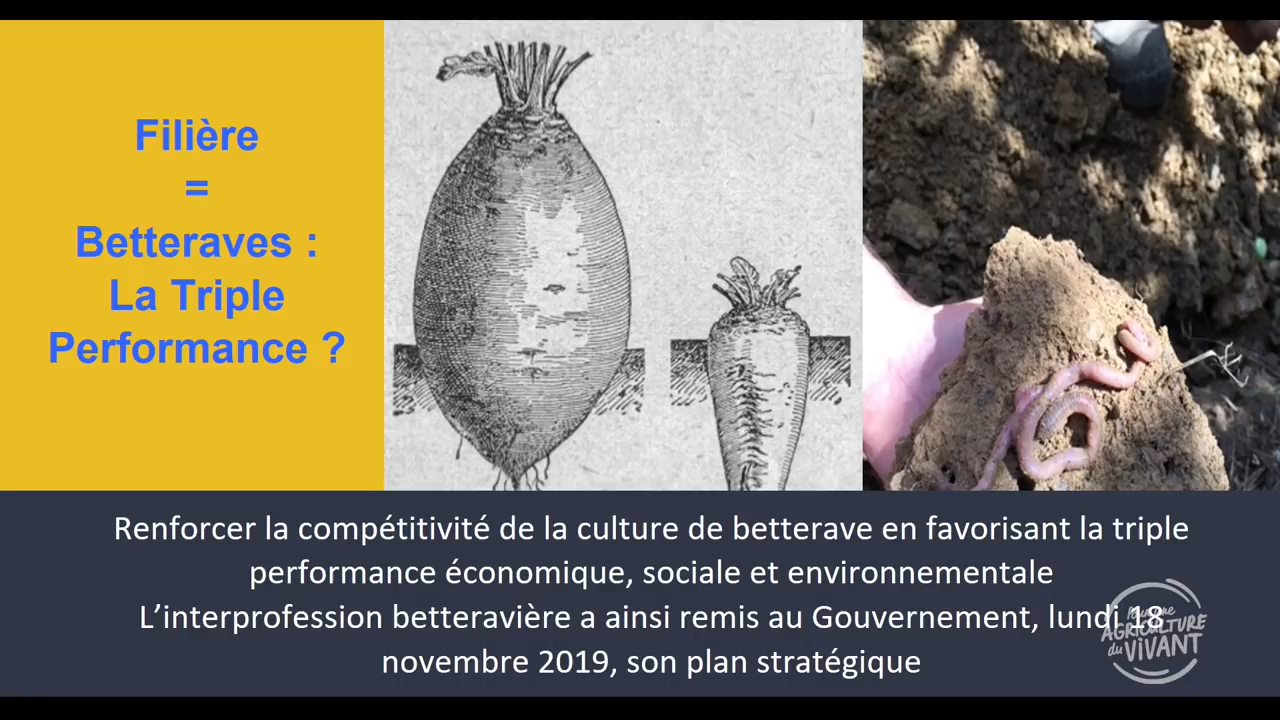 Filière
=
Betteraves :
La Triple
Performance ?
Renforcer la compétitivité de la culture de betterave en favorisant la triple
performance économique, sociale et environnementale
L’interprofession betteravière a ainsi remis au Gouvernement, lundi 18
novembre 2019, son plan stratégique
Pour une
AGRICULTURE
du VIVANT